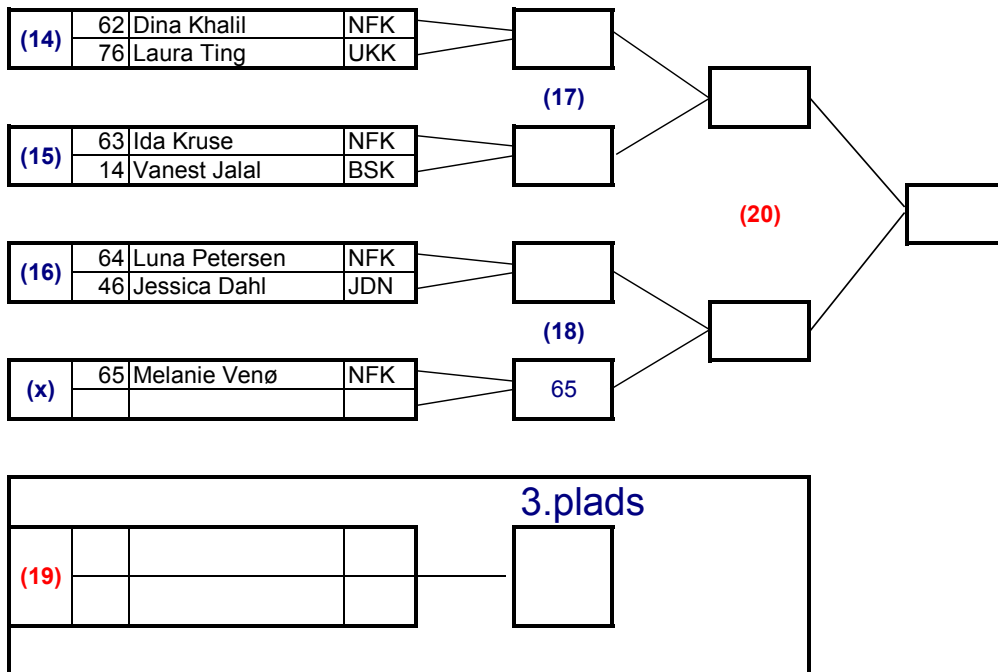 (14)
62 Dina Khalil NFK
76 Laura Ting UKK
(17)
(15)
63 Ida Kruse NFK
14 Vanest Jalal BSK
(20)
(16)
64 Luna Petersen NFK
46 Jessica Dahl JDN
(18)
(x)
65 Melanie Venø NFK
65
3.plads
(19)